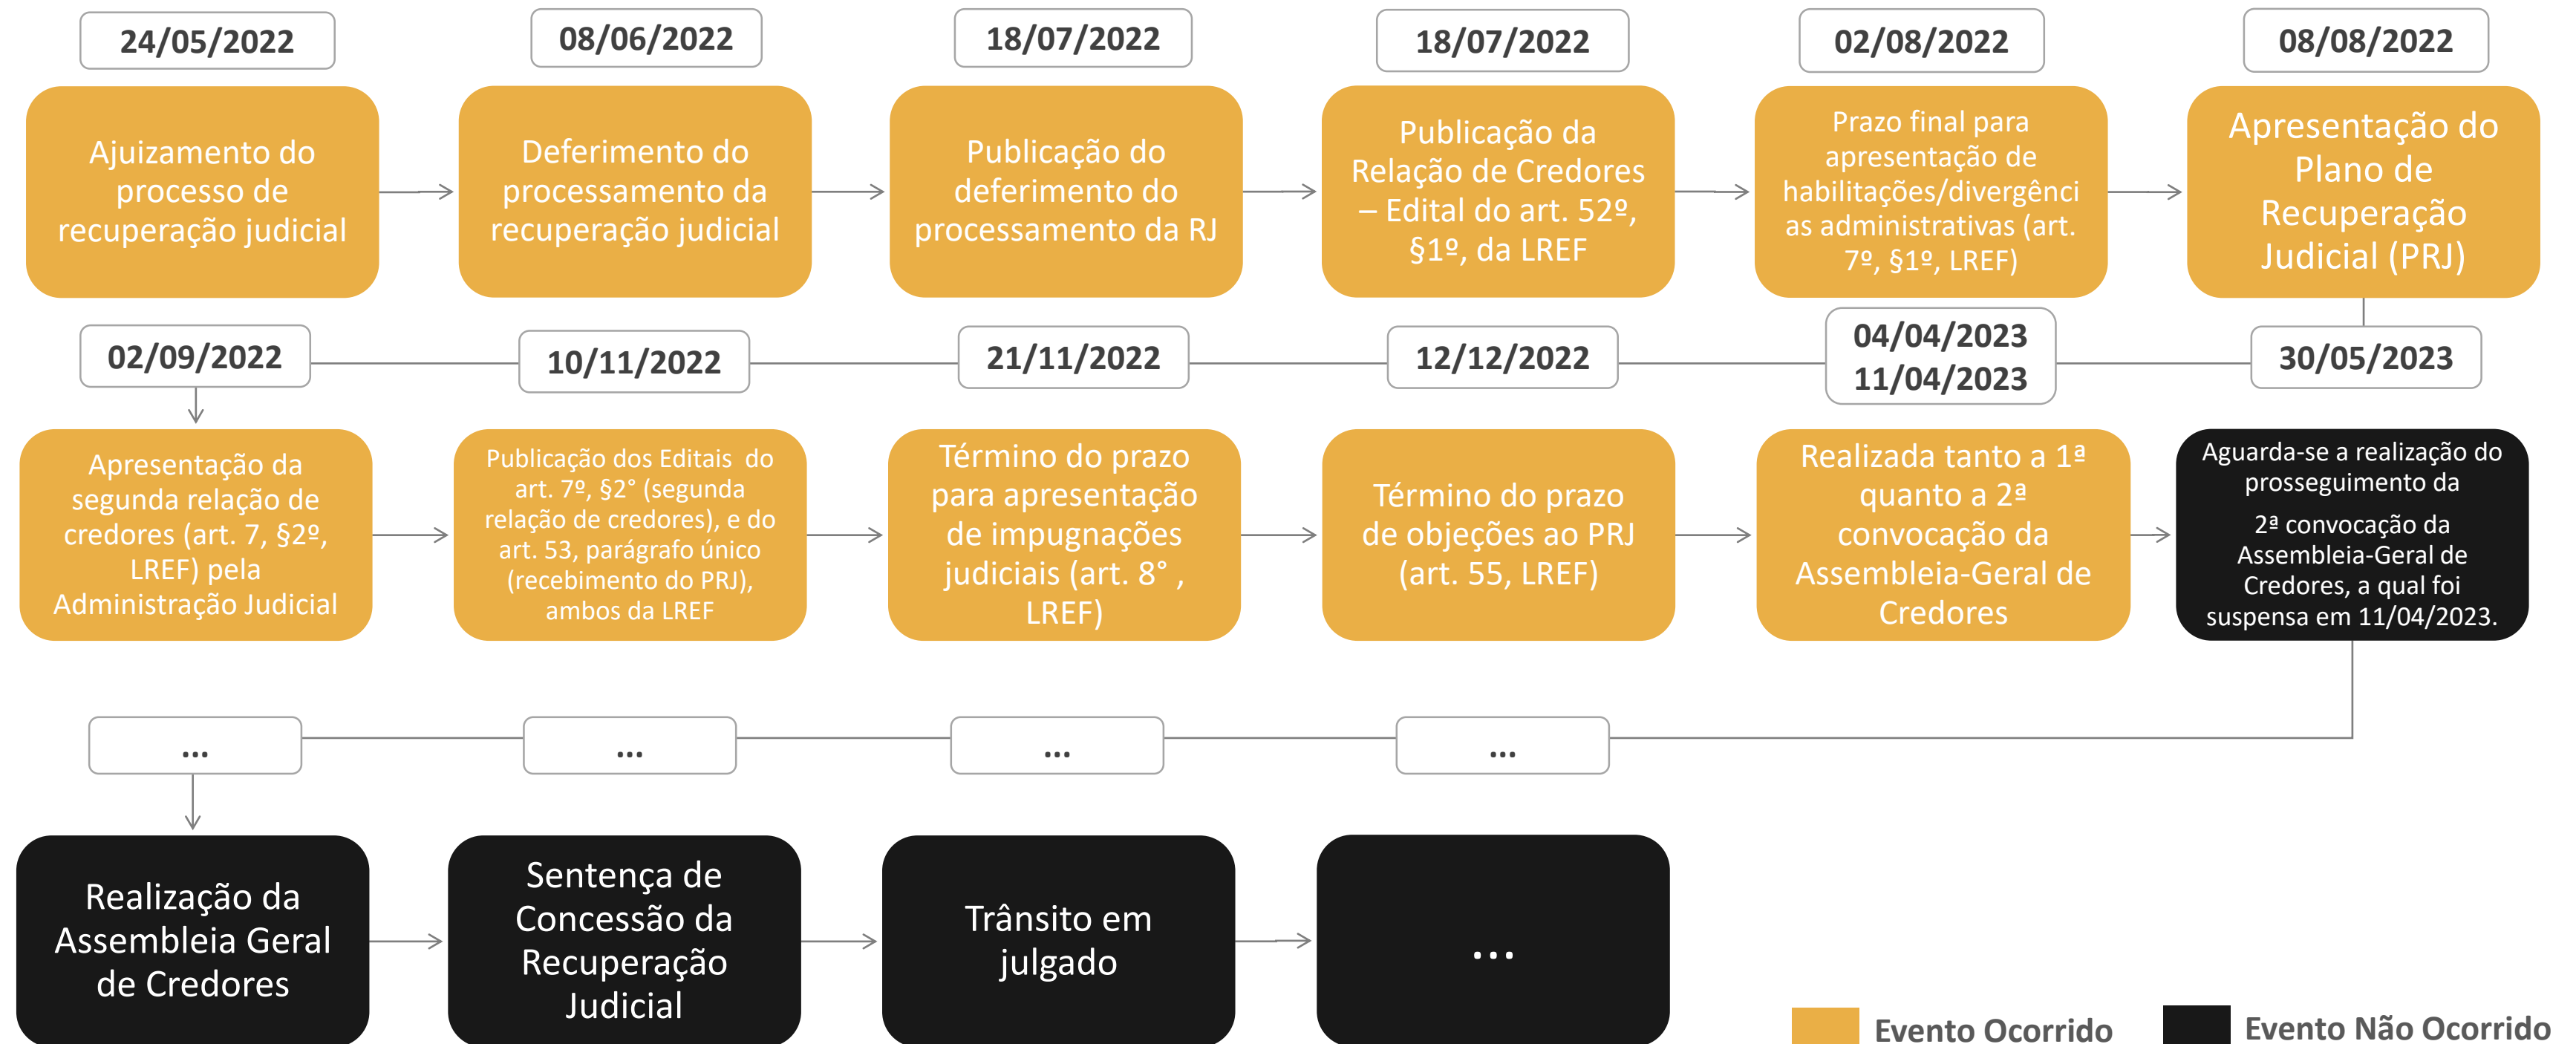 24/05/2022
08/06/2022
18/07/2022
18/07/2022
02/08/2022
08/08/2022
Ajuizamento do
processo de
recuperação judicial
Deferimento do
processamento da
recuperação judicial
Publicação do
deferimento do
processamento da RJ
Publicação da
Relação de Credores
– Edital do art. 52º,
§1º, da LREF
Prazo final para
apresentação de
habilitações/divergênci
as administrativas (art.
7º, §1º, LREF)
Apresentação do
Plano de
Recuperação
Judicial (PRJ)
02/09/2022
10/11/2022
21/11/2022
12/12/2022
04/04/2023
11/04/2023
30/05/2023
Apresentação da
segunda relação de
credores (art. 7, §2º,
LREF) pela
Administração Judicial
Publicação dos Editais do
art. 7º, §2° (segunda
relação de credores), e do
art. 53, parágrafo único
(recebimento do PRJ),
ambos da LREF
Término do prazo
para apresentação
de impugnações
judiciais (art. 8° ,
LREF)
Término do prazo
de objeções ao PRJ
(art. 55, LREF)
Realizada tanto a 1ª
quanto a 2ª
convocação da
Assembleia-Geral de
Credores
Aguarda-se a realização do
prosseguimento da
2ª convocação da
Assembleia-Geral de
Credores, a qual foi
suspensa em 11/04/2023.
...
...
...
...
Realização da
Assembleia Geral
de Credores
Sentença de
Concessão da
Recuperação
Judicial
Trânsito em
julgado
...
Evento Ocorrido
Evento Não Ocorrido